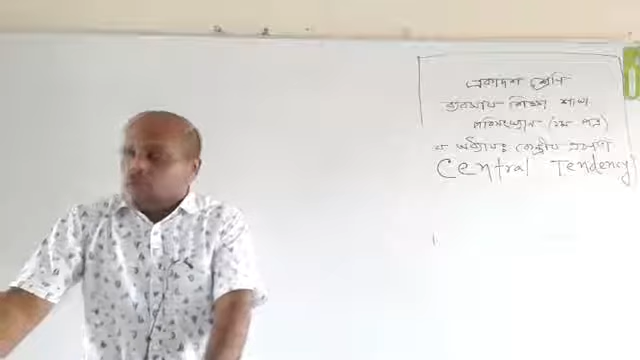 একাদশ শ্রেণি
ব্যবসায় শিক্ষা শাখা
পরিসংখ্যান (১ম পত্র)
অধ্যায়ঃ কেন্দ্রীয় প্রবণতা
Central Tendency